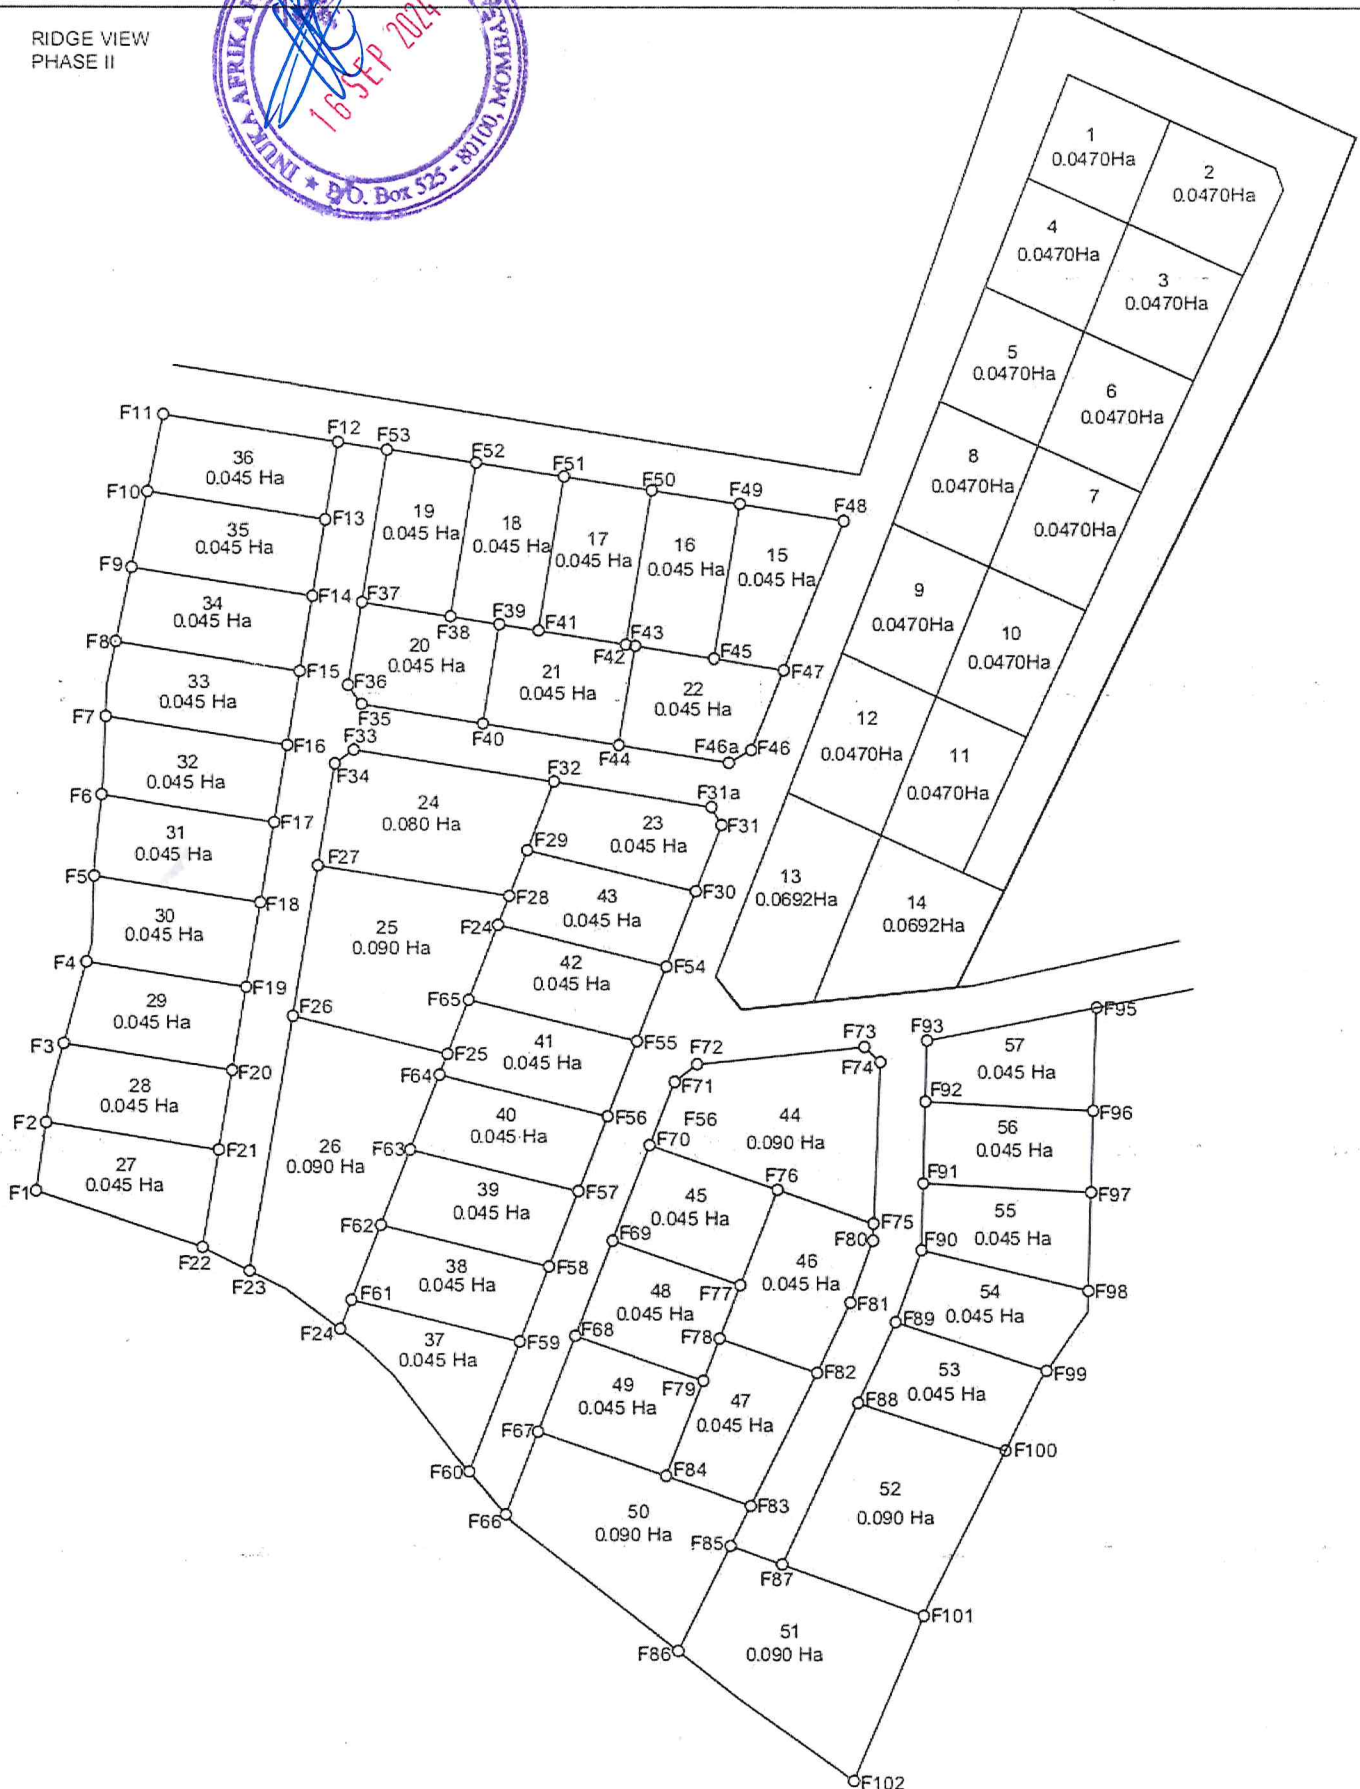 RIDGE VIEW
PHASE II
INUKA AFRIKA
★ P.O. Box 525 - 80100, MOMBAS
16 SEP 2024
1
0.0470Ha
2
0.0470Ha
4
0.0470Ha
3
0.0470Ha
5
0.0470Ha
6
0.0470Ha
8
0.0470Ha
7
0.0470Ha
9
0.0470Ha
10
0.0470Ha
12
0.0470Ha
11
0.0470Ha
13
0.0692Ha
14
0.0692Ha
F11
F12
F53
F52
F51
F50
F49
F48
36
0.045 Ha
F10
F13
35
0.045 Ha
19
0.045 Ha
18
0.045 Ha
17
0.045 Ha
16
0.045 Ha
15
0.045 Ha
F9
F14
F37
F38
F39
F41
F43
F42
F45
F47
34
0.045 Ha
F8
F15
F36
F35
20
0.045 Ha
21
0.045 Ha
22
0.045 Ha
33
0.045 Ha
F7
F16
F33
F34
F40
F44
F46a
F46
32
0.045 Ha
F6
F17
F32
F31a
F31
24
0.080 Ha
23
0.045 Ha
31
0.045 Ha
F5
F18
F27
F29
F28
F30
43
0.045 Ha
30
0.045 Ha
25
0.090 Ha
F24
F4
F19
F54
42
0.045 Ha
F65
29
0.045 Ha
F26
F3
F20
F25
F64
41
0.045 Ha
F55
F72
F71
F73
F74
F93
F95
57
0.045 Ha
28
0.045 Ha
F2
F21
40
0.045 Ha
F56
F56
44
0.090 Ha
F92
F96
56
0.045 Ha
F63
F70
26
0.090 Ha
27
0.045 Ha
F1
39
0.045 Ha
F57
F76
F91
F97
45
0.045 Ha
55
0.045 Ha
F62
F75
F80
F69
F90
F22
F23
38
0.045 Ha
F58
46
0.045 Ha
F77
F98
48
0.045 Ha
F81
54
0.045 Ha
F61
F24
F89
F68
F78
37
0.045 Ha
F59
F82
F99
53
0.045 Ha
49
0.045 Ha
F79
47
0.045 Ha
F88
F67
F100
F60
F84
52
0.090 Ha
F66
50
0.090 Ha
F83
F85
F87
F101
51
0.090 Ha
F86
F102